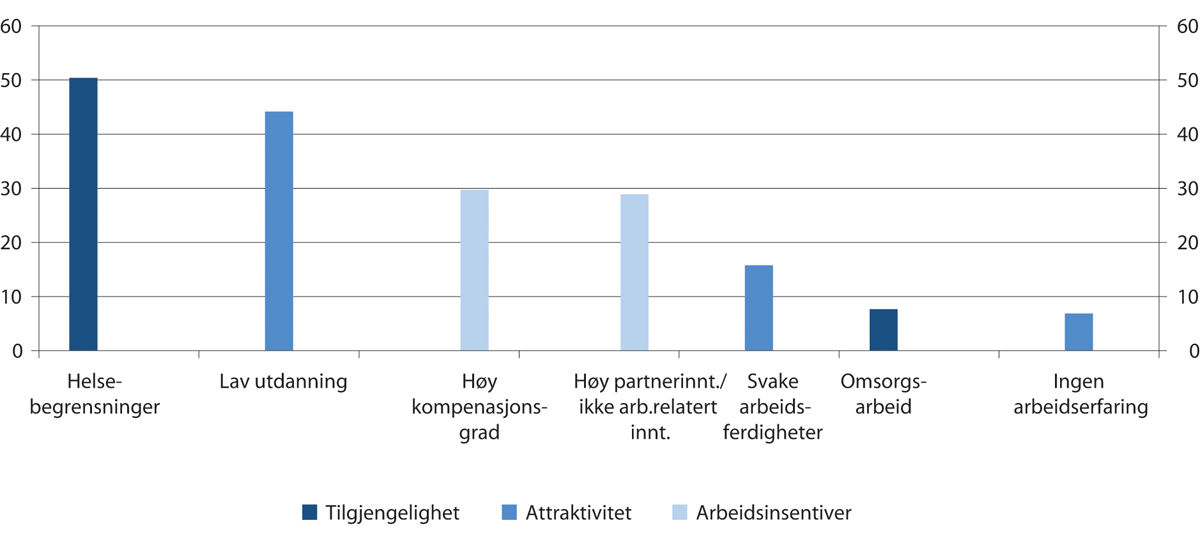 60 60
50 50
40 40
30 30
20 20
10 10
0 0
Helse-
begrensninger
Lav utdanning
Høy
kompenasjons-
grad
Høy partnerinnt./
ikke arb.relatert
innt.
Svake
arbeids-
ferdigheter
Omsorgs-
arbeid
Ingen
arbeidserfaring
Tilgjengelighet Attraktivitet Arbeidsinsentiver